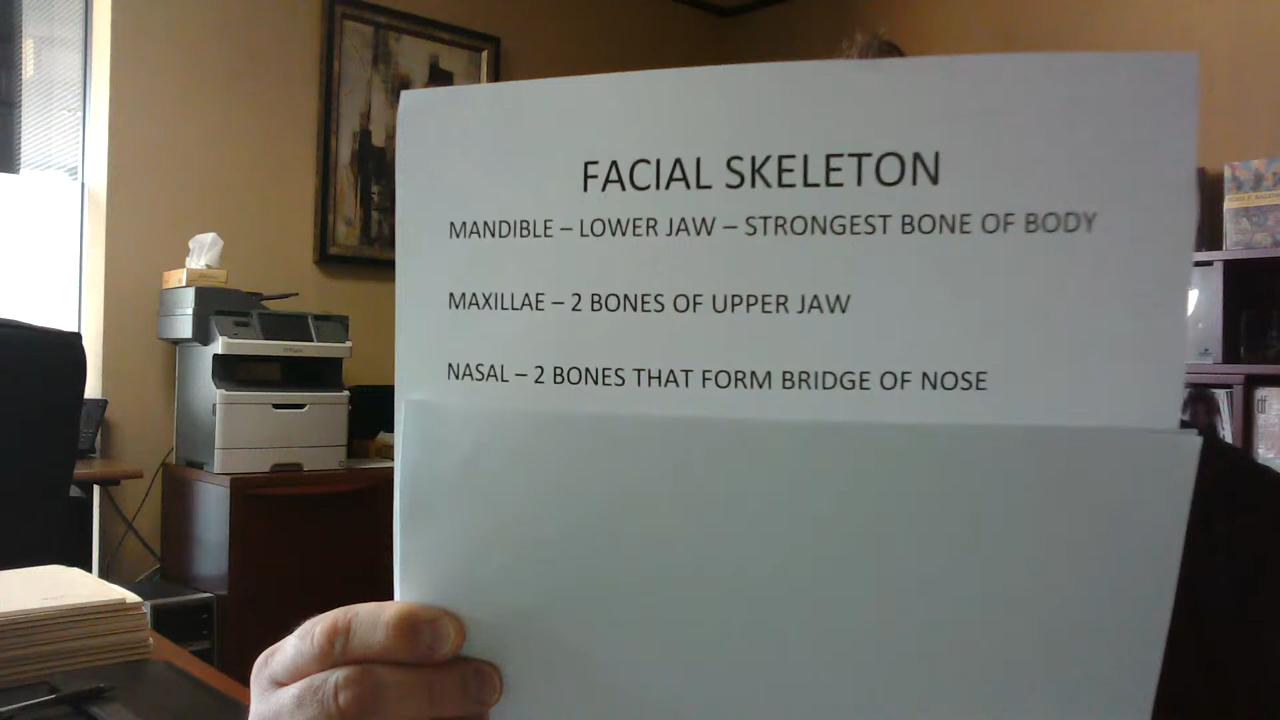 FACIAL SKELETON
MANDIBLE – LOWER JAW – STRONGEST BONE OF BODY
MAXILLAE – 2 BONES OF UPPER JAW
NASAL – 2 BONES THAT FORM BRIDGE OF NOSE
df